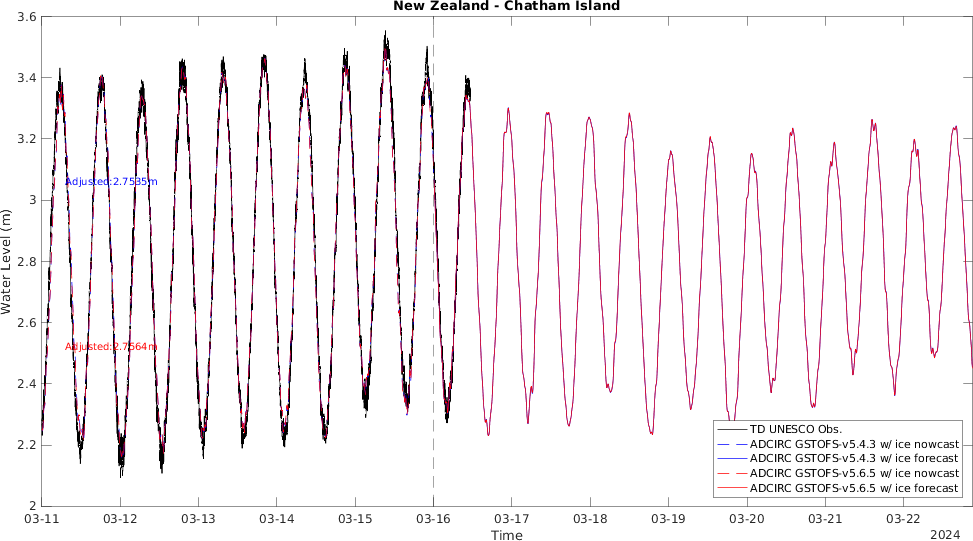 New Zealand - Chatham Island
3.6
3.4
3.2
3
2.8
2.6
2.4
2.2
2
Water Level (m)
Adjusted:2.7535m
Adjusted:2.7564m
TD UNESCO Obs.
ADCIRC GSTOFS-v5.4.3 w/ ice nowcast
ADCIRC GSTOFS-v5.4.3 w/ ice forecast
ADCIRC GSTOFS-v5.6.5 w/ ice nowcast
ADCIRC GSTOFS-v5.6.5 w/ ice forecast
03-11 03-12 03-13 03-14 03-15 03-16 03-17 03-18 03-19 03-20 03-21 03-22
Time
2024